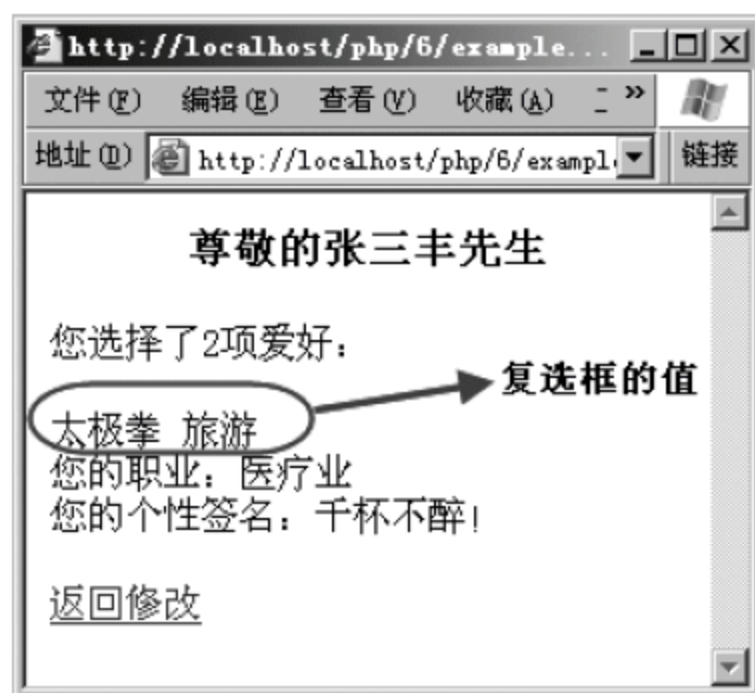 http://localhost/php/6/example...
文件(F) 编辑(E) 查看(V) 收藏(A) »
地址(D) http://localhost/php/6/exampl 链接
尊敬的张三丰先生
您选择了2项爱好：
复选框的值
太极拳 旅游
您的职业：医疗业
您的个性签名：千杯不醉！
返回修改